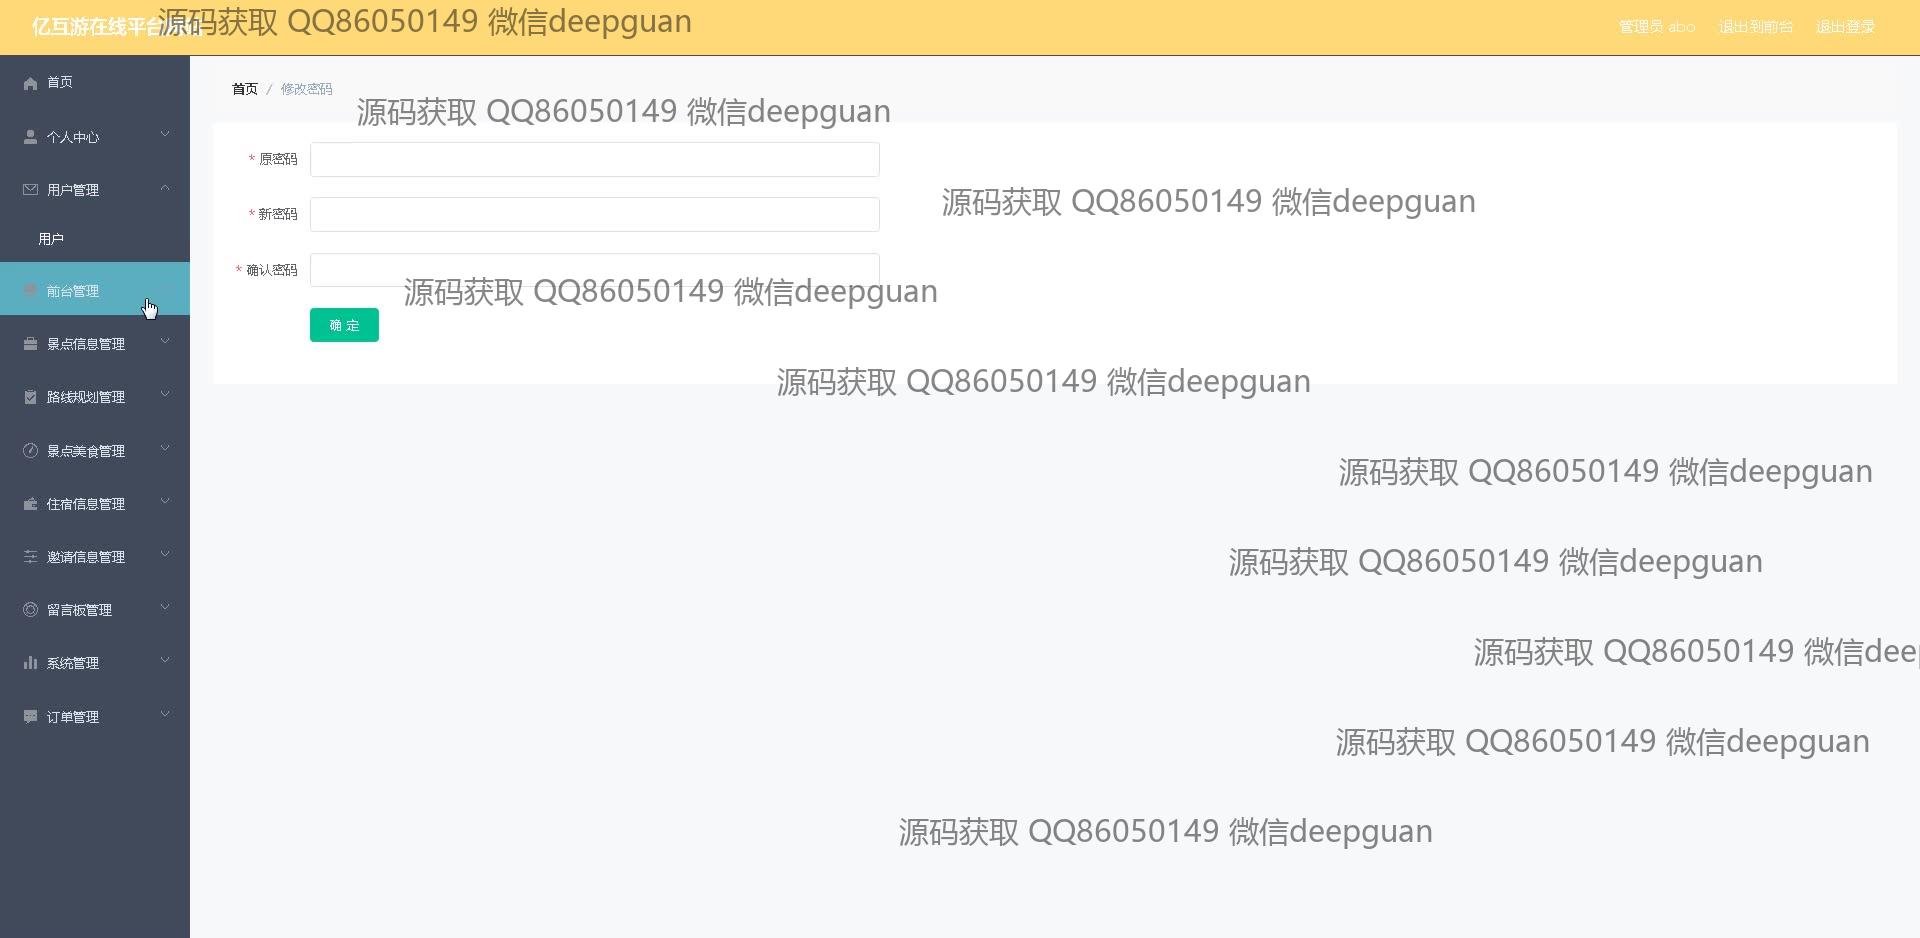 亿互游在线平台
源码获取 QQ86050149 微信deepguan
管理员 abo 退出到前台 退出登录
首页
首页 / 修改密码
源码获取 QQ86050149 微信deepguan
个人中心
* 原密码
用户管理
源码获取 QQ86050149 微信deepguan
* 新密码
用户
* 确认密码
前台管理
源码获取 QQ86050149 微信deepguan
确 定
景点信息管理
源码获取 QQ86050149 微信deepguan
路线规划管理
景点美食管理
源码获取 QQ86050149 微信deepguan
住宿信息管理
邀请信息管理
源码获取 QQ86050149 微信deepguan
留言板管理
源码获取 QQ86050149 微信dee
系统管理
订单管理
源码获取 QQ86050149 微信deepguan
源码获取 QQ86050149 微信deepguan